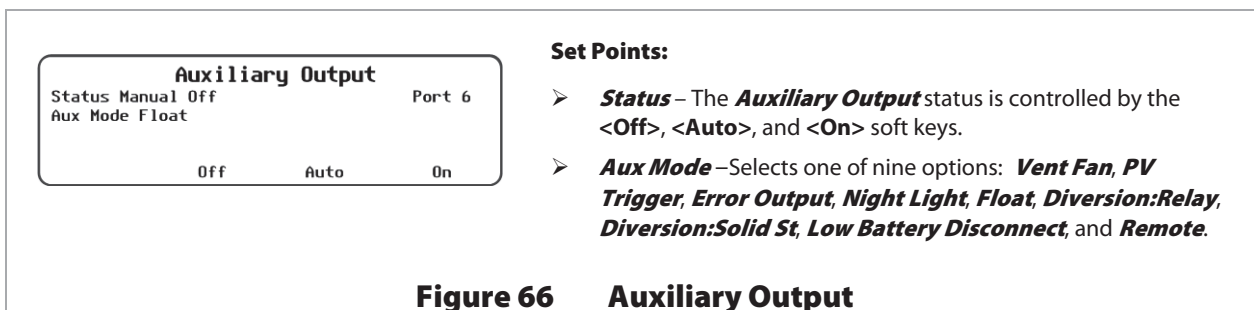 Auxiliary Output
Status Manual Off Port 6
Aux Mode Float
Off Auto On
Set Points:
➢ Status – The Auxiliary Output status is controlled by the
<Off>, <Auto>, and <On> soft keys.
➢ Aux Mode –Selects one of nine options: Vent Fan, PV
Trigger, Error Output, Night Light, Float, Diversion:Relay,
Diversion:Solid St, Low Battery Disconnect, and Remote.
Figure 66 Auxiliary Output